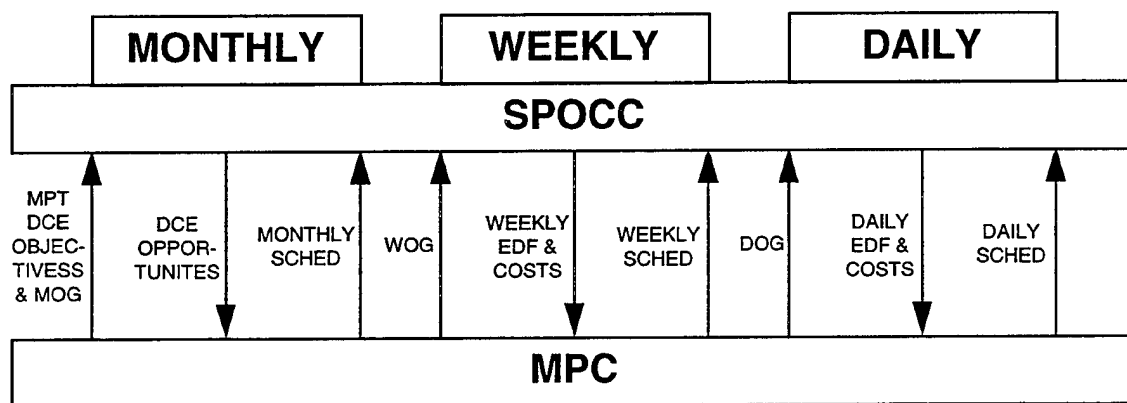 MONTHLY
WEEKLY
DAILY
SPOCC
MPT
DCE
OBJEC-
TIVESS
& MOG
DCE
OPPOR-
TUNITES
MONTHLY
SCHED
WOG
WEEKLY
EDF &
COSTS
WEEKLY
SCHED
DOG
DAILY
EDF &
COSTS
DAILY
SCHED
MPC